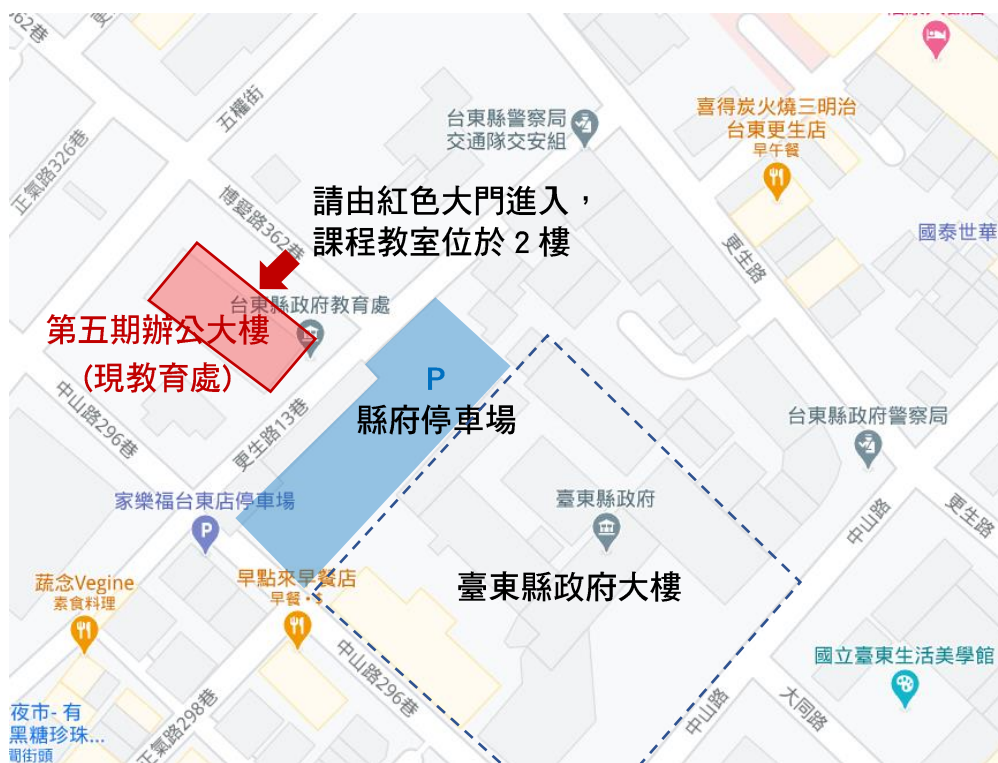 362巷
五權街
正氣路326巷
台東縣警察局
交通隊交安組
喜得炭火燒三明治
台東更生店
早午餐
國泰世華
博愛路362巷
請由紅色大門進入，
課程教室位於 2 樓
更生路
台東縣政府教育處
第五期辦公大樓
(現教育處)
P
縣府停車場
中山路296巷
更生路13巷
台東縣政府警察局
家樂福台東店停車場
P
臺東縣政府
中山路
更生路
臺東縣政府大樓
蔬念Vegine
素食料理
早點來早餐店
早餐・$
中山路296巷
國立臺東生活美學館
大同路
中山路
正氣路298巷
夜市- 有
黑糖珍珠...
間街頭